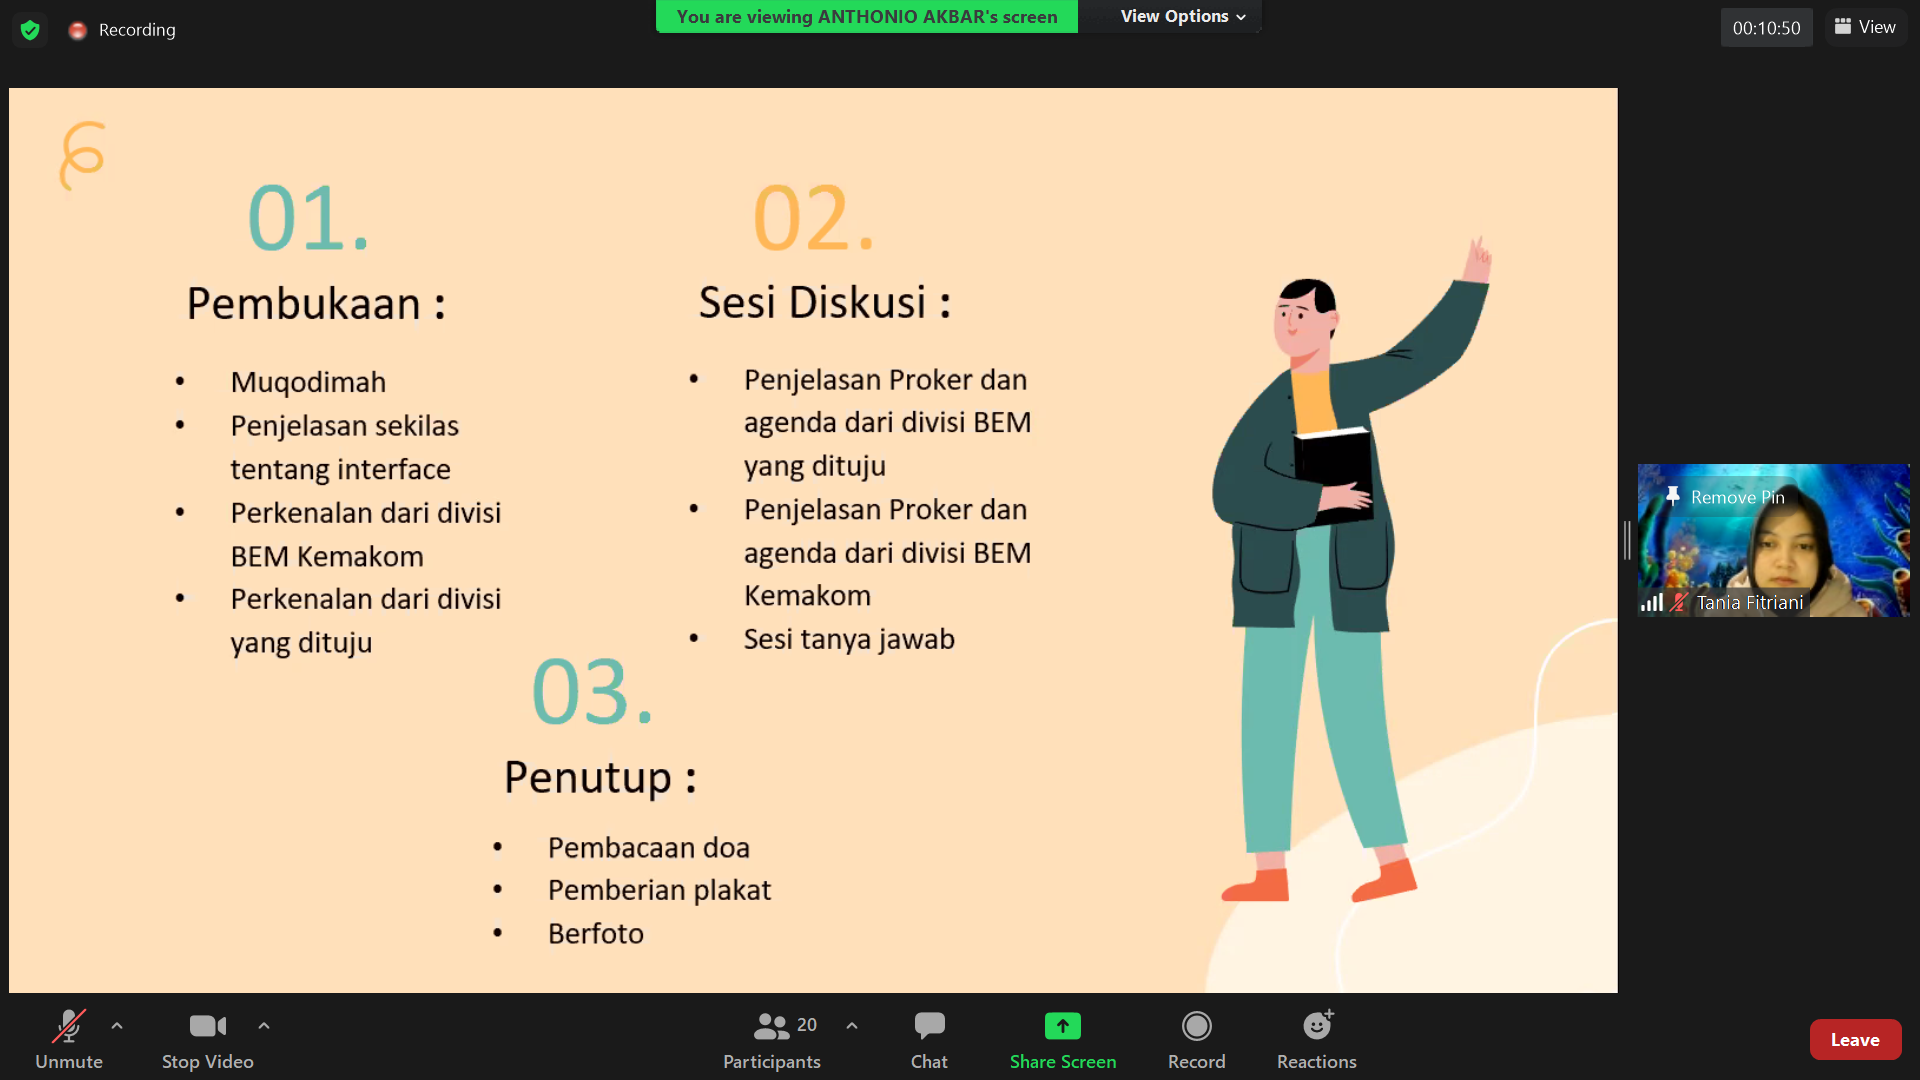 Recording
You are viewing ANTHONIO AKBAR's screen
View Options
00:10:50
View
01.
Pembukaan :
• Muqodimah
• Penjelasan sekilas
tentang interface
• Perkenalan dari divisi
BEM Kemakom
• Perkenalan dari divisi
yang dituju
02.
Sesi Diskusi :
• Penjelasan Proker dan
agenda dari divisi BEM
yang dituju
• Penjelasan Proker dan
agenda dari divisi BEM
Kemakom
• Sesi tanya jawab
03.
Penutup :
• Pembacaan doa
• Pemberian plakat
• Berfoto
Remove Pin
Tania Fitriani
Unmute
Stop Video
20
Participants
Chat
Share Screen
Record
Reactions
Leave